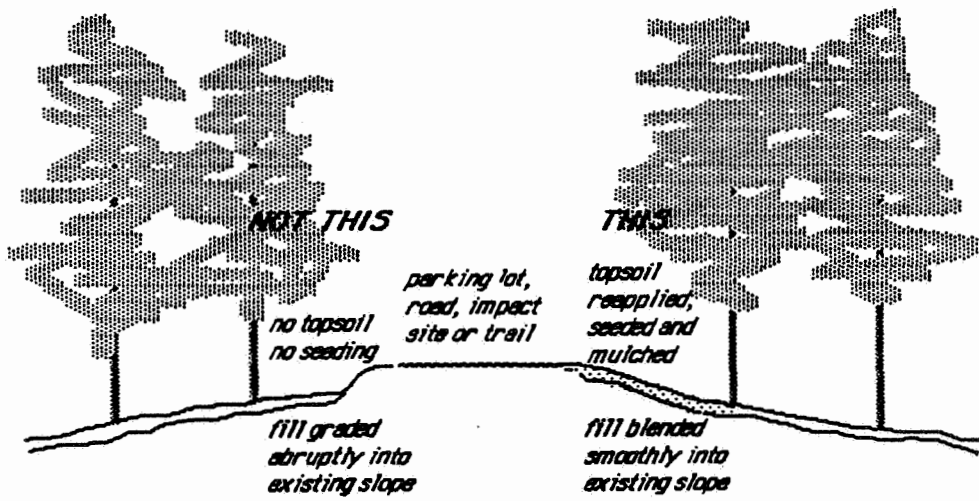 NOT THIS
THIS
no topsoil
no seeding
parking lot,
road, impact
site or trail
topsoil
reapplied,
seeded and
mulched
fill graded
abruptly into
existing slope
fill blended
smoothly into
existing slope